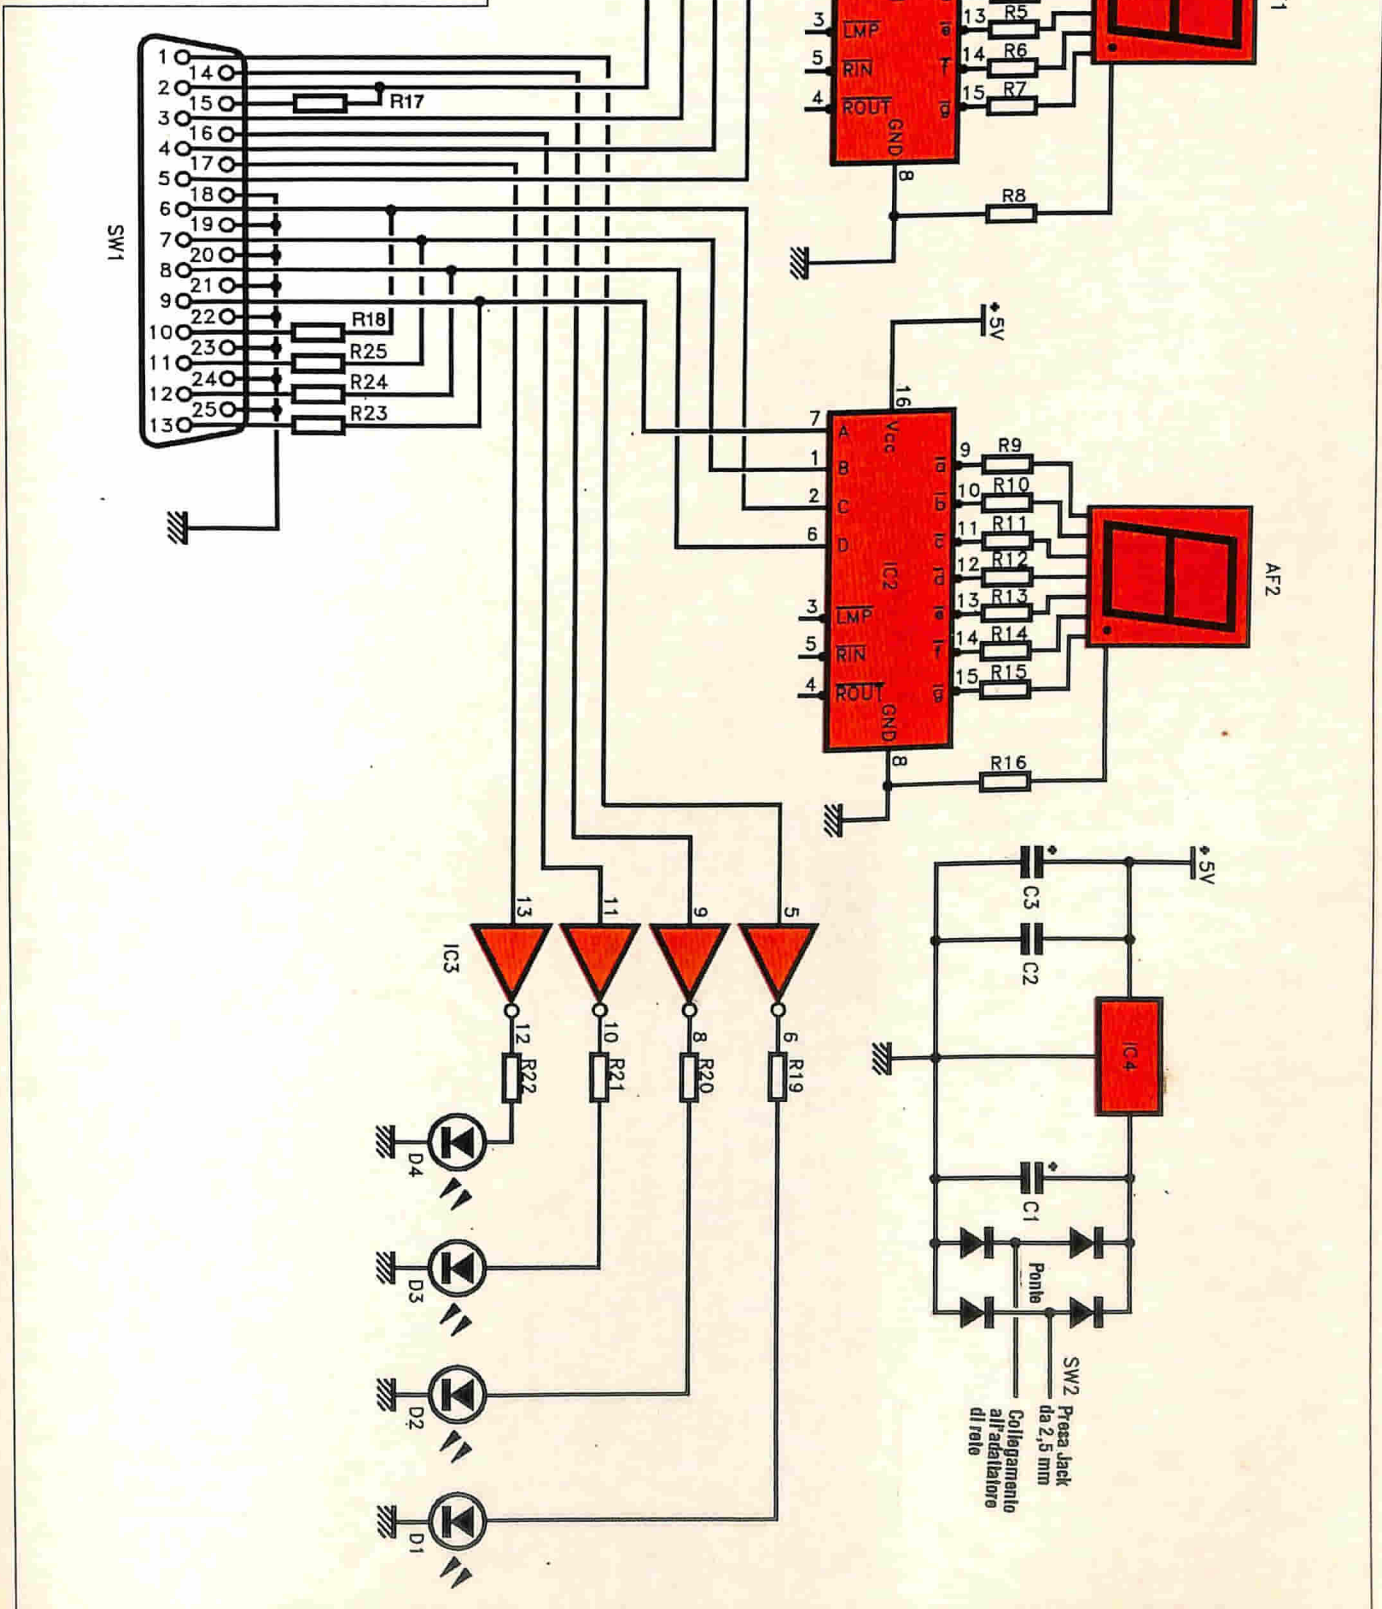 3
LMP
5
RIN
4
ROUT
GND
8
e
13
R5
f
14
R6
g
15
R7
R8
SW1
1
14
2
15
3
16
4
17
5
18
6
19
7
20
8
21
9
22
10
23
11
24
12
25
13
R17
R18
R25
R24
R23
+5V
16
Vcc
7
A
1
B
2
C
6
D
IC2
3
LMP
5
RIN
4
ROUT
GND
8
a
9
R9
b
10
R10
c
11
R11
d
12
R12
e
13
R13
f
14
R14
g
15
R15
R16
AF2
+5V
+
C3
C2
IC4
+
C1
Ponte
SW2 Presa Jack
da 2,5 mm
Collegamento
all'adattatore
di rete
IC3
13
11
9
5
12
10
8
6
R22
R21
R20
R19
D4
D3
D2
D1